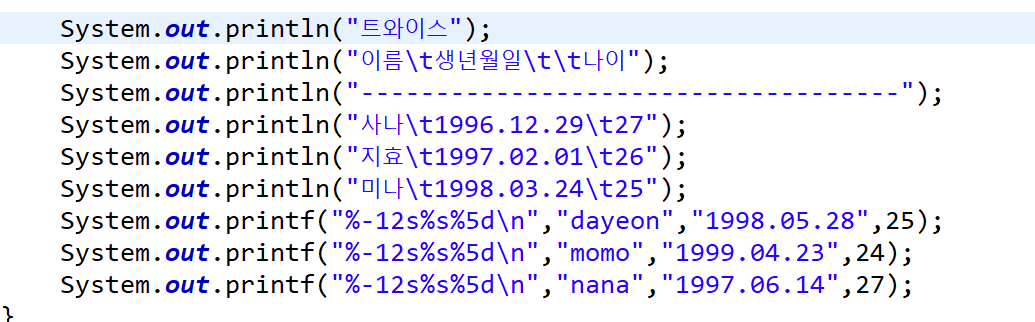 System.out.println("트와이스");
System.out.println("이름\t생년월일\t\t나이");
System.out.println("------------------------------------");
System.out.println("사나\t1996.12.29\t27");
System.out.println("지효\t1997.02.01\t26");
System.out.println("미나\t1998.03.24\t25");
System.out.printf("%-12s%s%5d\n","dayeon","1998.05.28",25);
System.out.printf("%-12s%s%5d\n","momo","1999.04.23",24);
System.out.printf("%-12s%s%5d\n","nana","1997.06.14",27);
}